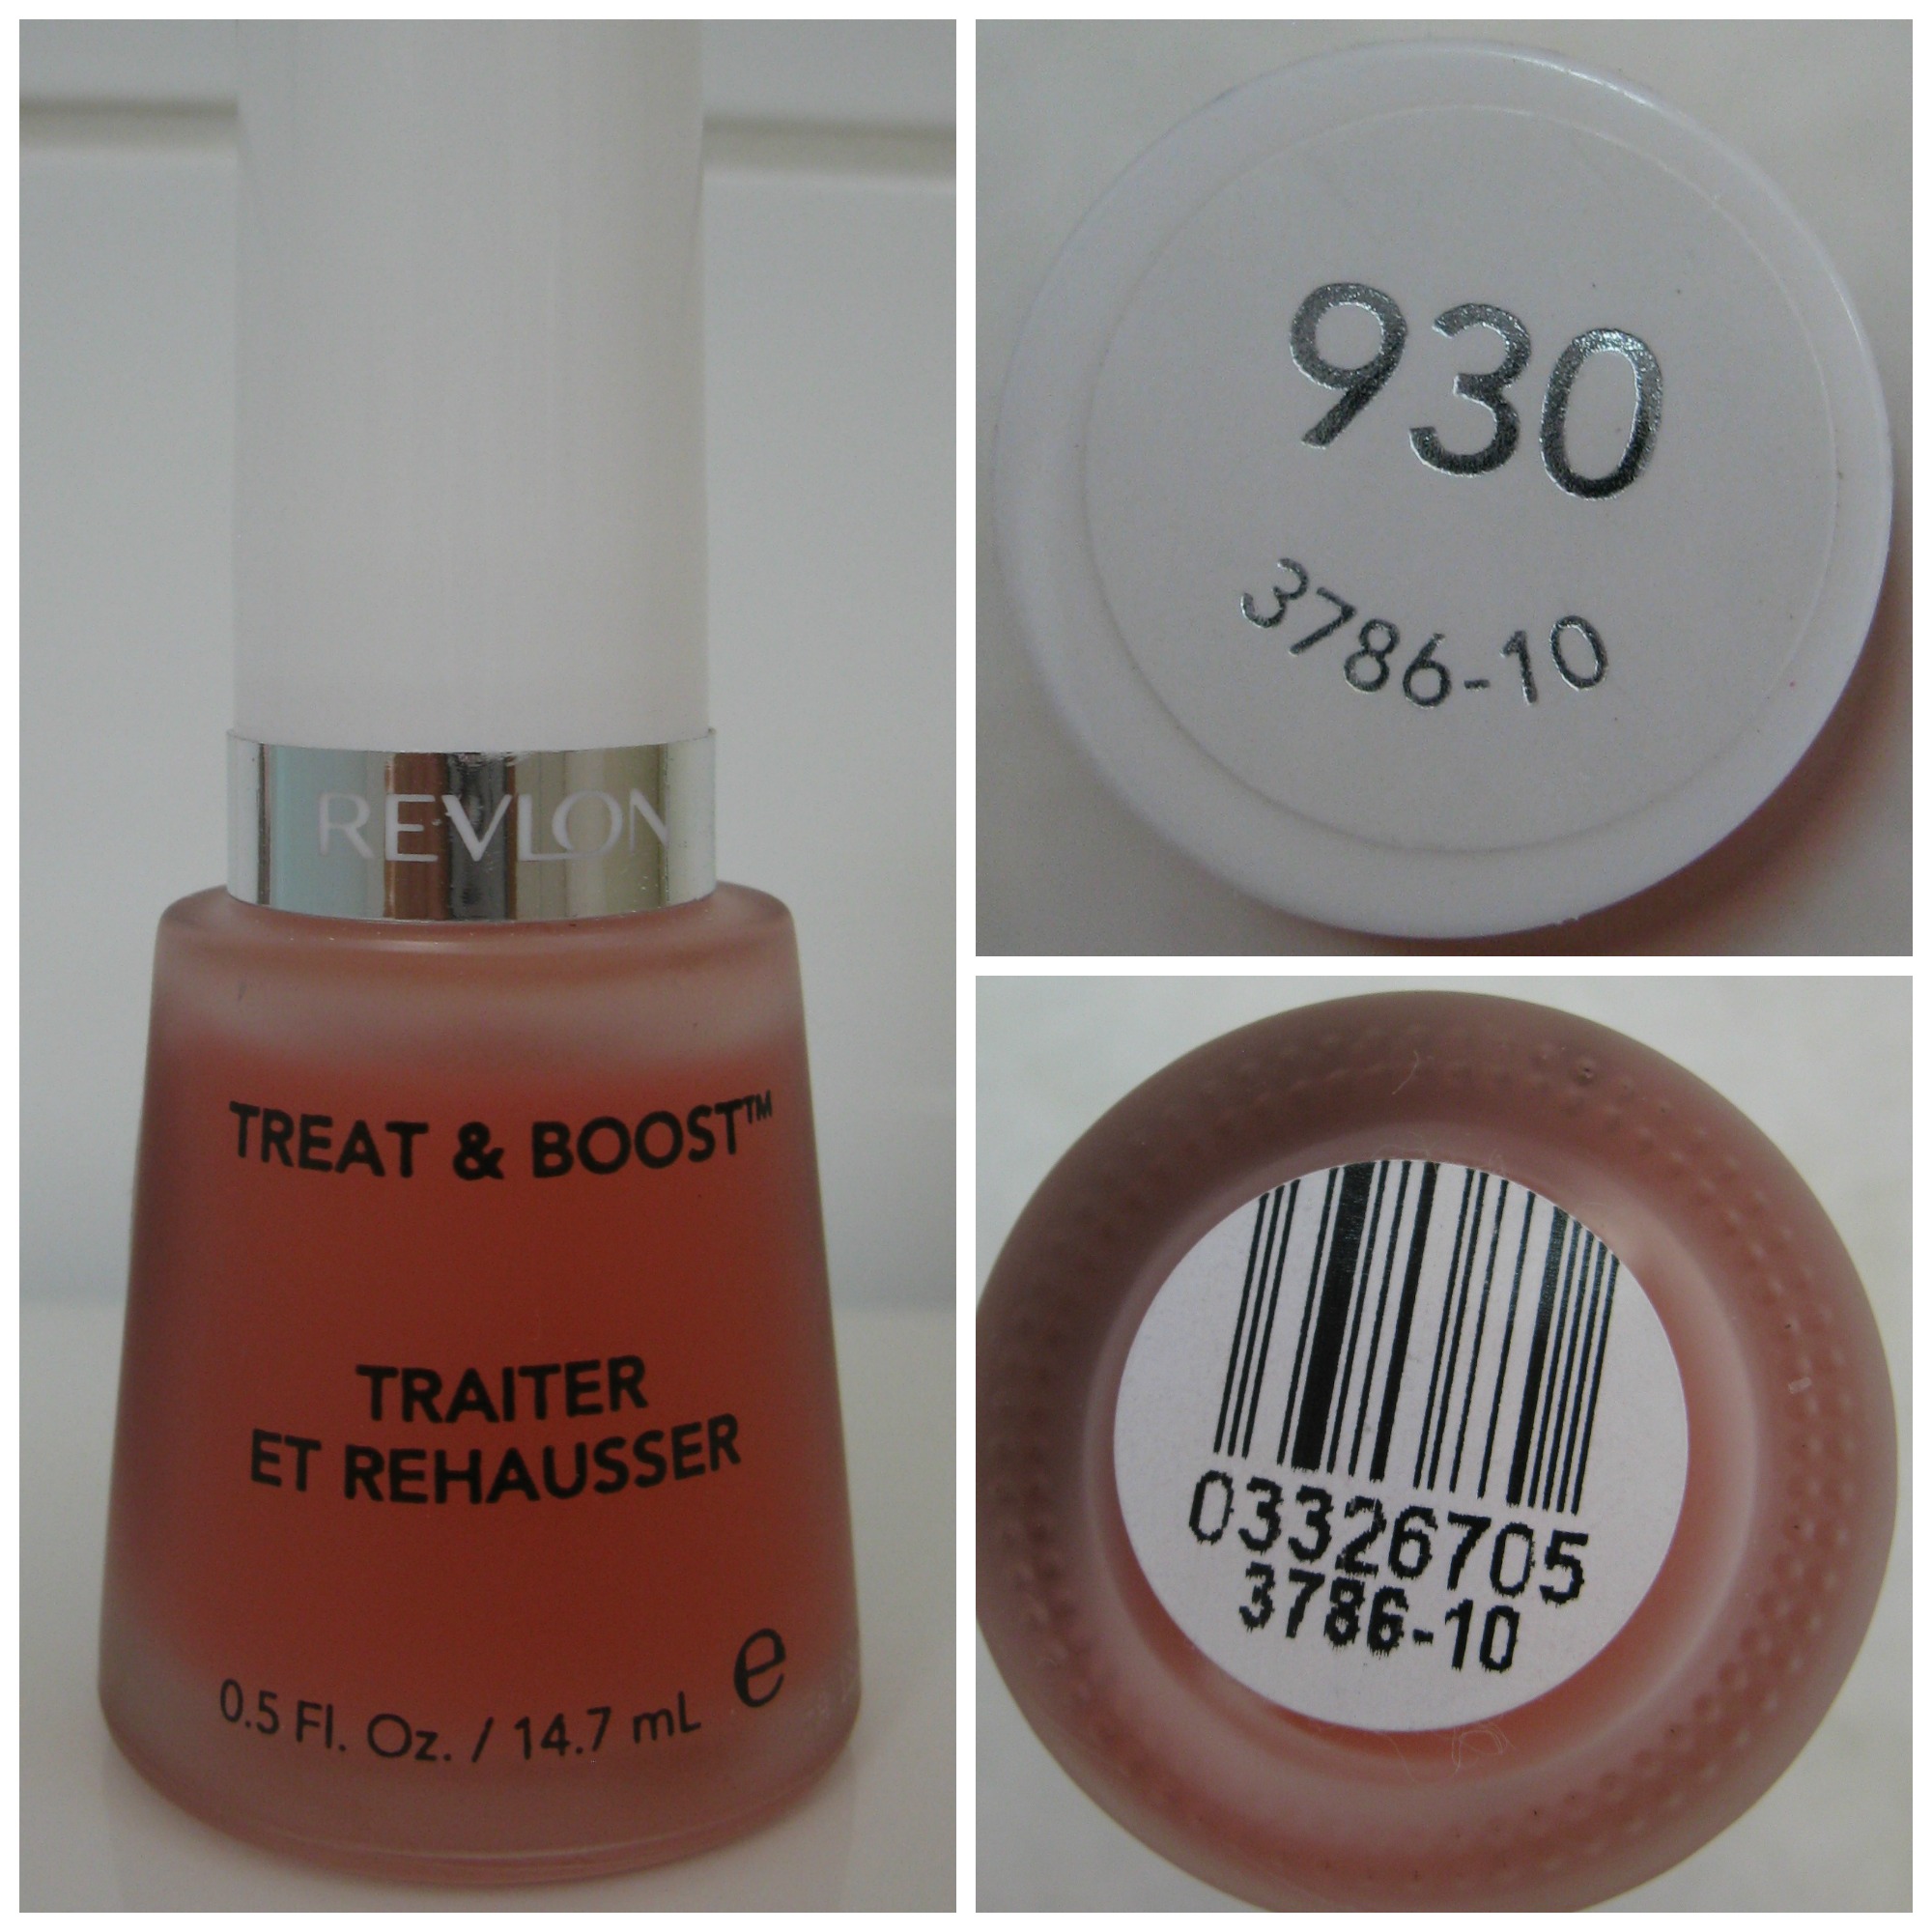 REVLON
TREAT & BOOST™
TRAITER
ET REHAUSSER
0.5 Fl. Oz. / 14.7 mL e
930
3786-10
03326705
3786-10